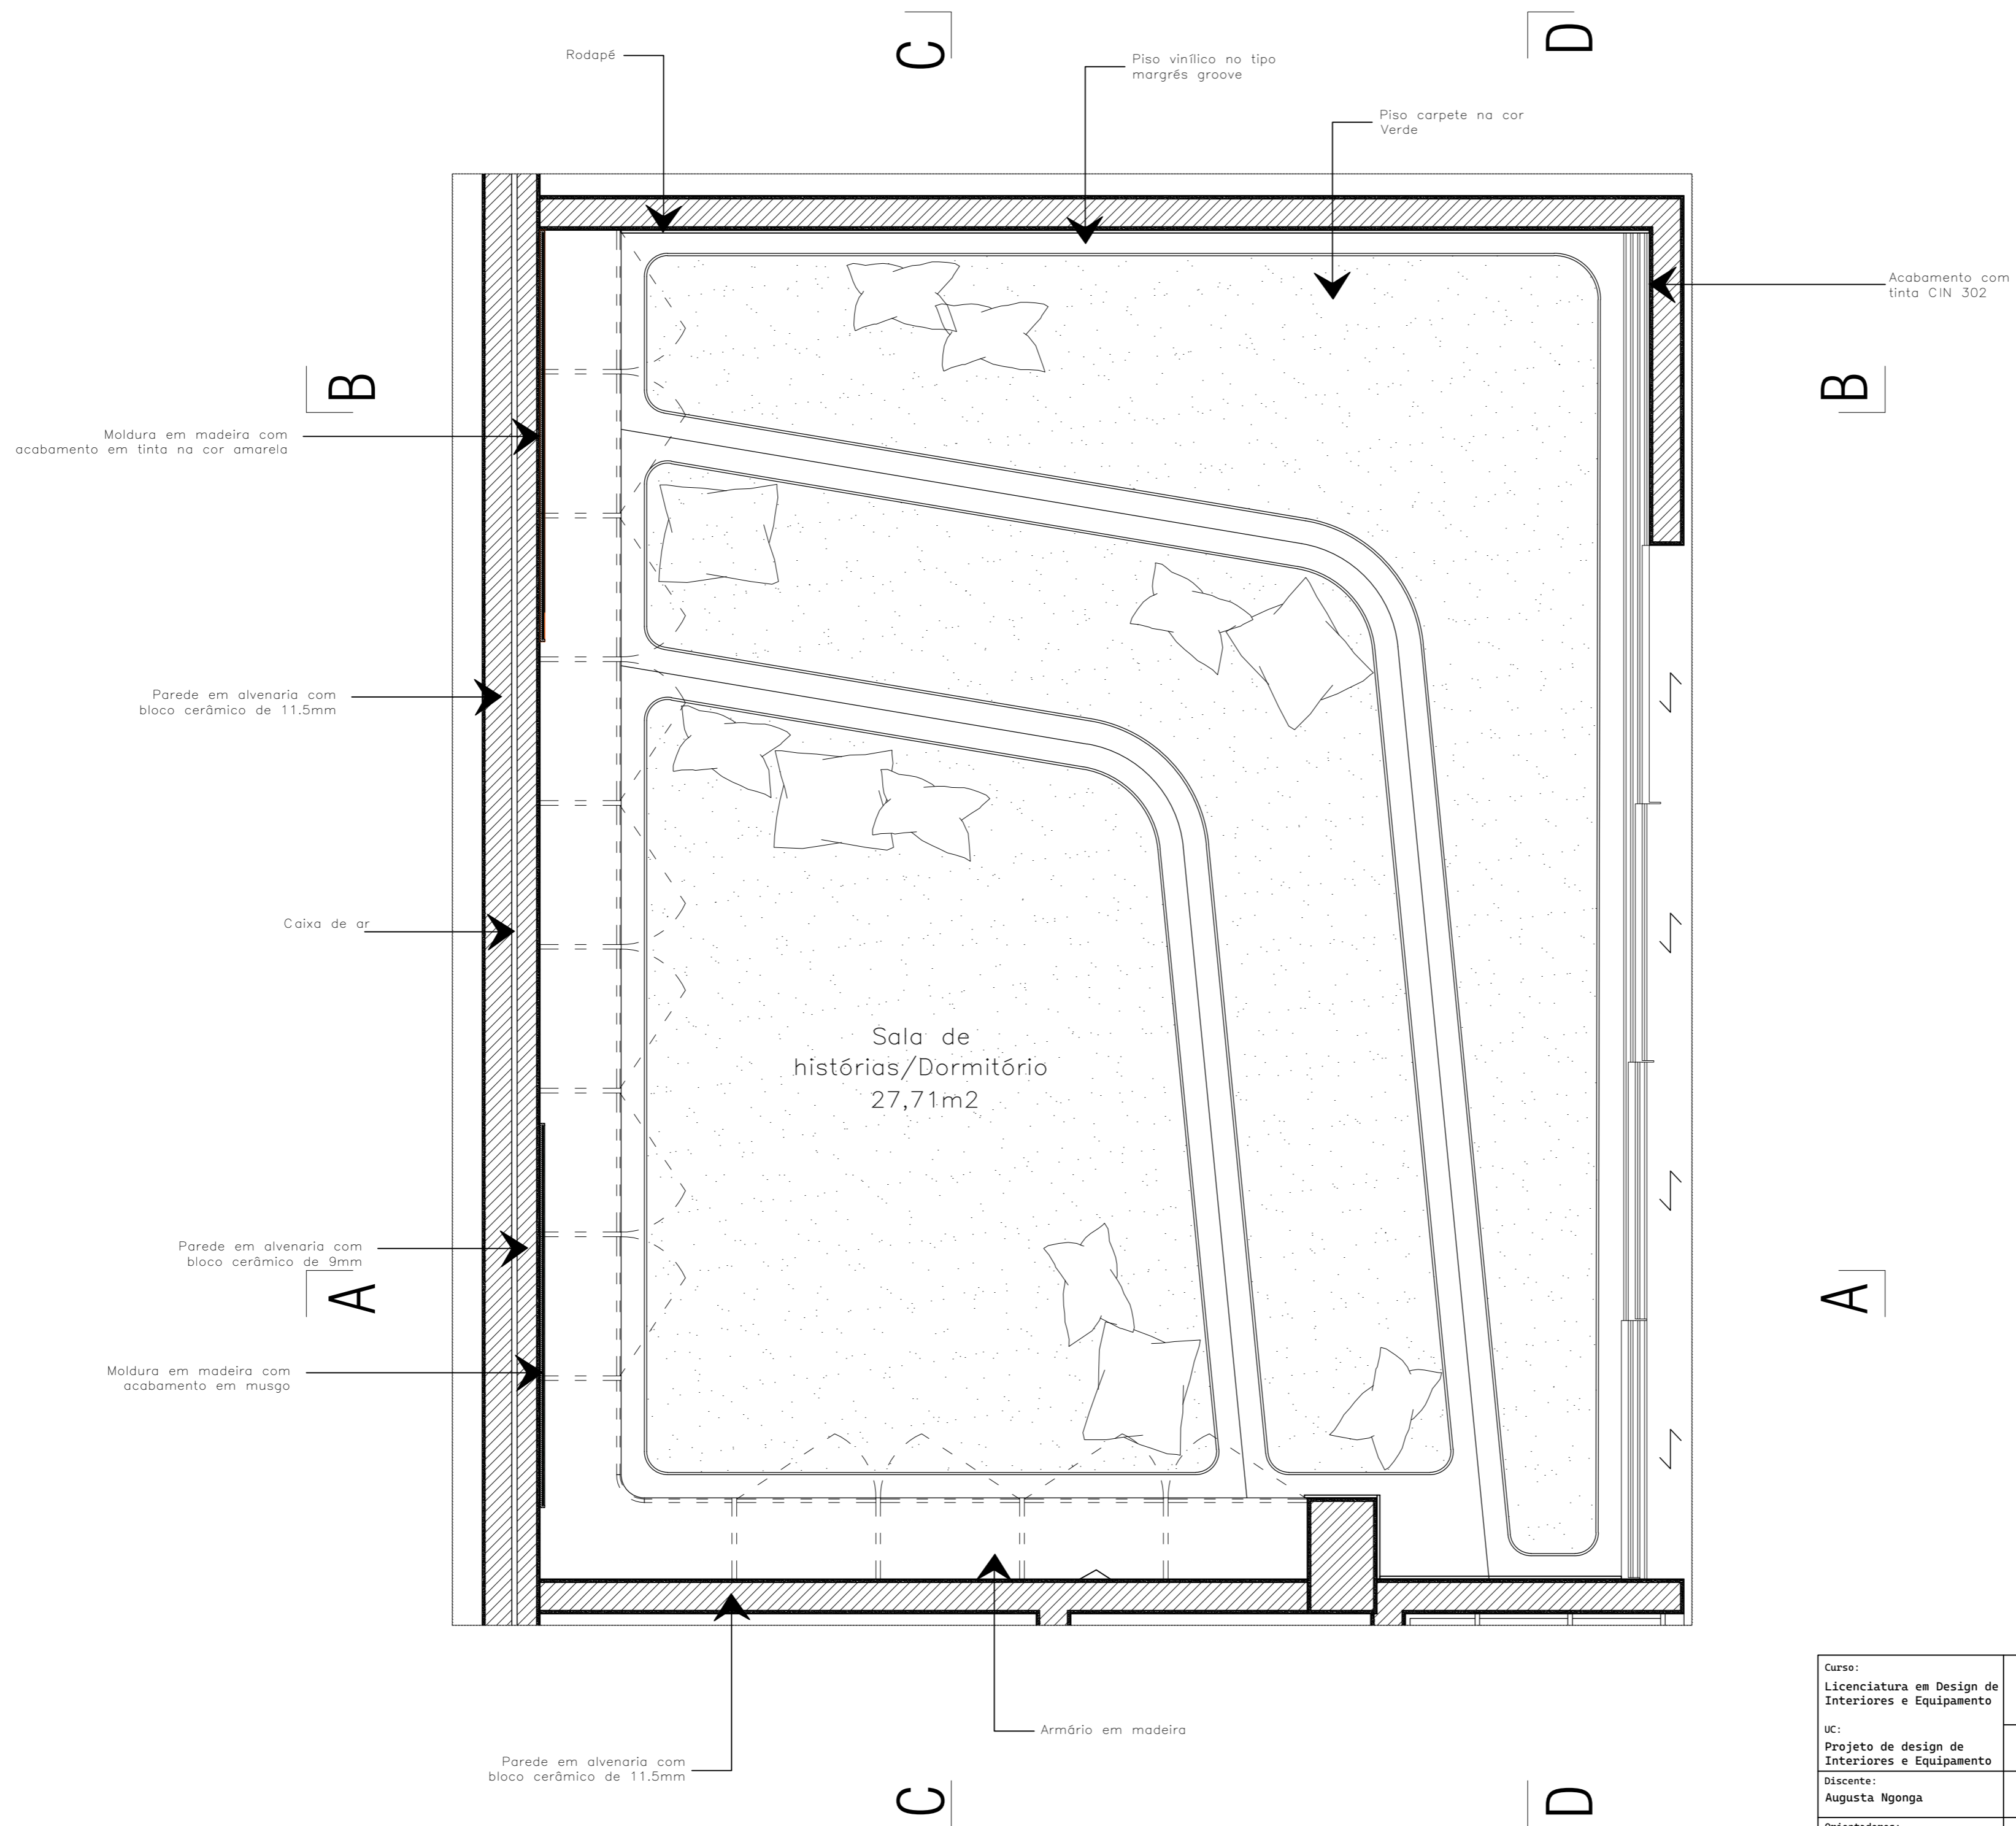 C
D
Rodapé
Piso vinílico no tipo
margrés groove
Piso carpete na cor
Verde
Acabamento com
tinta CIN 302
B
B
Moldura em madeira com
acabamento em tinta na cor amarela
Parede em alvenaria com
bloco cerâmico de 11.5mm
Caixa de ar
Sala de
histórias/Dormitório
27,71m2
Parede em alvenaria com
bloco cerâmico de 9mm
A
A
Moldura em madeira com
acabamento em musgo
Armário em madeira
Parede em alvenaria com
bloco cerâmico de 11.5mm
C
D
Curso:
Licenciatura em Design de
Interiores e Equipamento
UC:
Projeto de design de
Interiores e Equipamento
Discente:
Augusta Ngonga